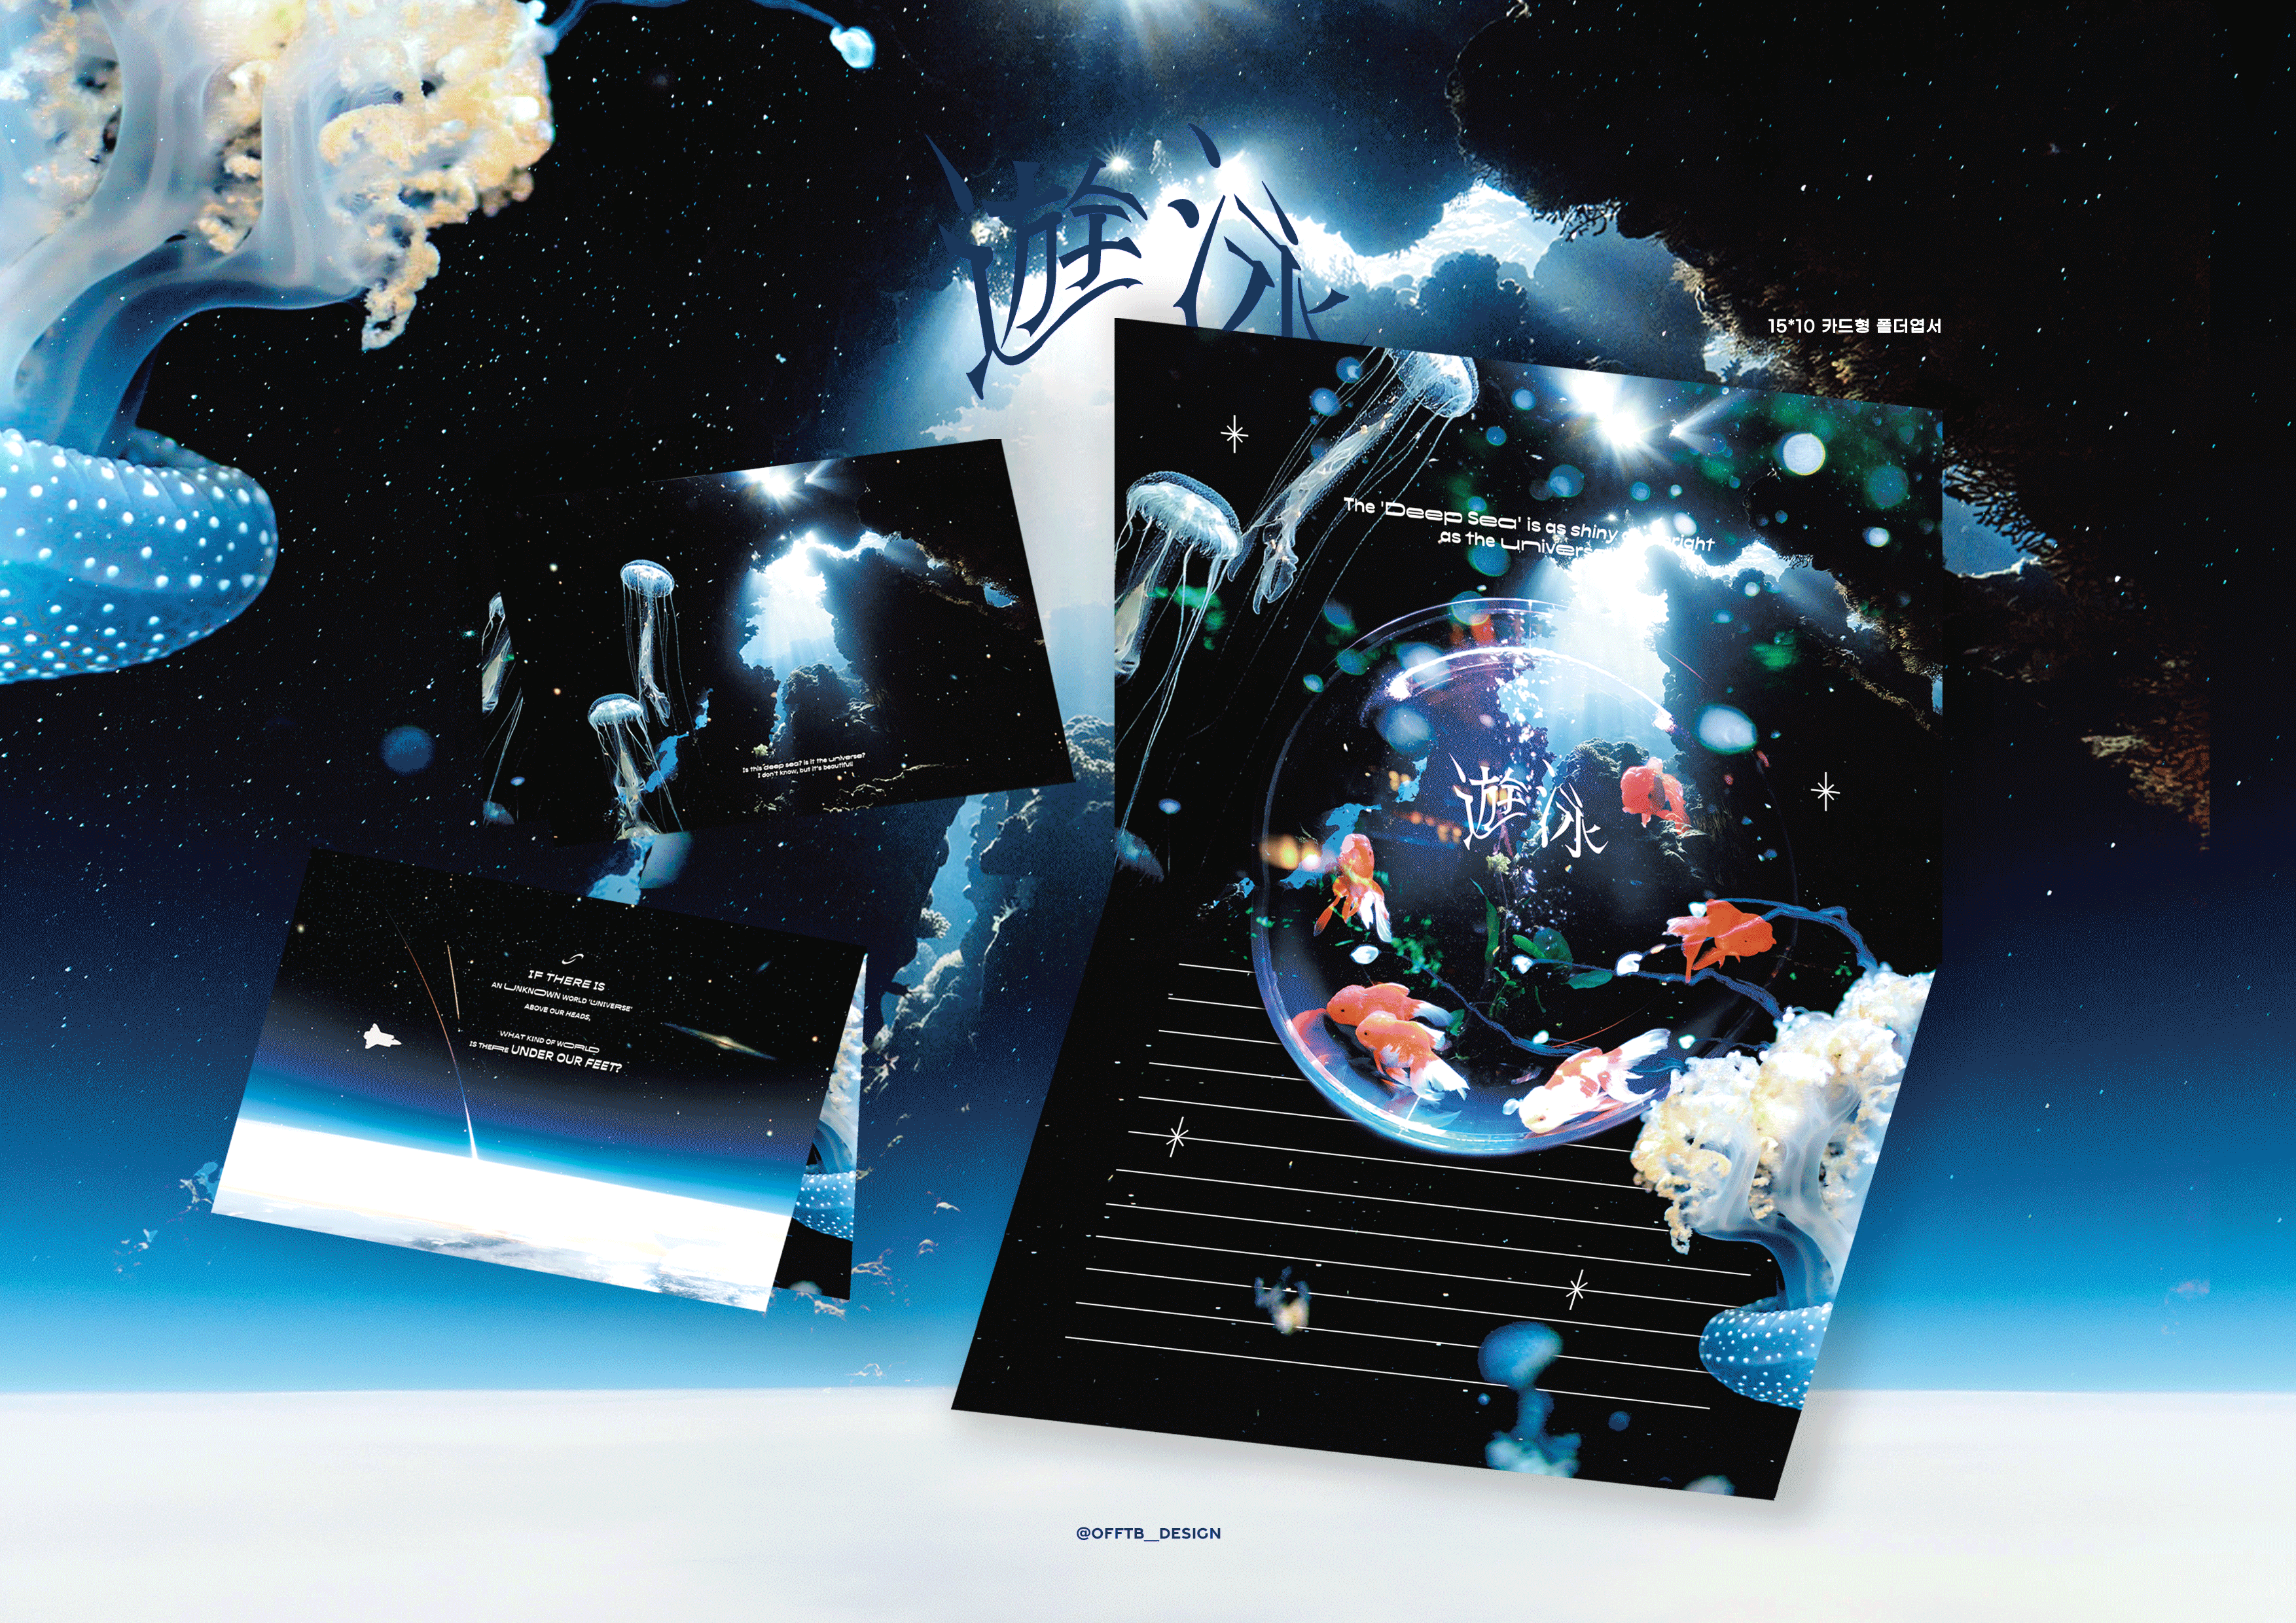 遊泳
15*10 카드형 폴더엽서
The 'Deep Sea' is as shiny bright
as the universe
遊泳
Is this deep sea? Is it the universe?
I don't know, but it's beautiful!
IF THERE IS
AN UNKNOWN WORLD 'UNIVERSE'
ABOVE OUR HEADS,
WHAT KIND OF WORLD
IS THERE UNDER OUR FEET?
@OFFTB__DESIGN